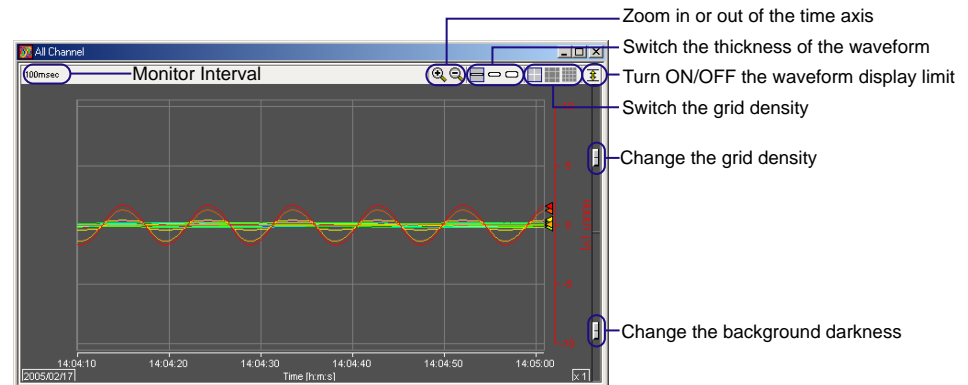 Zoom in or out of the time axis
All Channel
Switch the thickness of the waveform
100msec
Monitor Interval
Turn ON/OFF the waveform display limit
Switch the grid density
Change the grid density
0
Change the background darkness
14:04:10 14:04:20 14:04:30 14:04:40 14:04:50 14:05:00
2005/02/17 Time [h:m:s] x 1